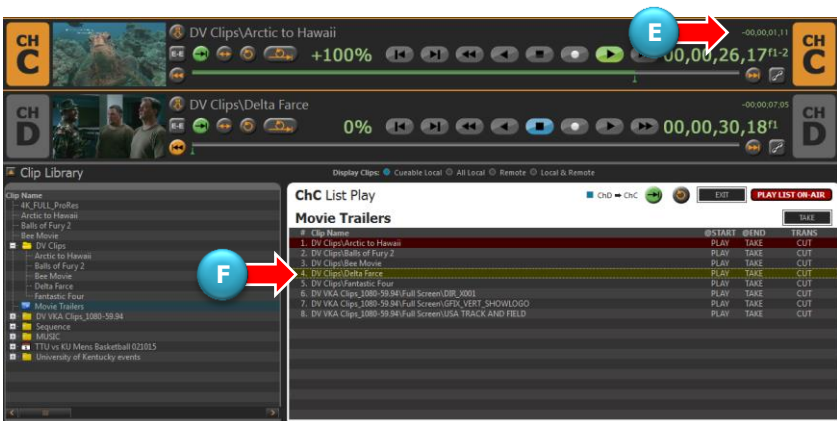 CH
C
DV Clips\Arctic to Hawaii
E-E
+100%
E
-00,00,01,11
00,00,26,17f1-2
CH
C
CH
D
DV Clips\Delta Farce
E-E
0%
-00:00:07;05
00,00,30,18f1
CH
D
Clip Library
Display Clips: Cueable Local All Local Remote Local & Remote
Clip Name
4K_FULL_ProRes
Arctic to Hawaii
Balls of Fury 2
Bee Movie
DV Clips
Arctic to Hawaii
Balls of Fury 2
Bee Movie
Delta Farce
Fantastic Four
Movie Trailers
DV VKA Clips_1080-59.94
Sequence
MUSIC
TTU vs KU Mens Basketball 021015
University of Kentucky events
F
ChC List Play
ChD ➡ ChC
EXIT
PLAY LIST ON-AIR
Movie Trailers
TAKE
# Clip Name @START @END TRANS
1. DV Clips\Arctic to Hawaii PLAY TAKE CUT
2. DV Clips\Balls of Fury 2 PLAY TAKE CUT
3. DV Clips\Bee Movie PLAY TAKE CUT
4. DV Clips\Delta Farce PLAY TAKE CUT
5. DV Clips\Fantastic Four PLAY TAKE CUT
6. DV VKA Clips_1080-59.94\Full Screen\DIR_X001 PLAY TAKE CUT
7. DV VKA Clips_1080-59.94\Full Screen\GFIX_VERT_SHOWLOGO PLAY TAKE CUT
8. DV VKA Clips_1080-59.94\Full Screen\USA TRACK AND FIELD PLAY TAKE CUT